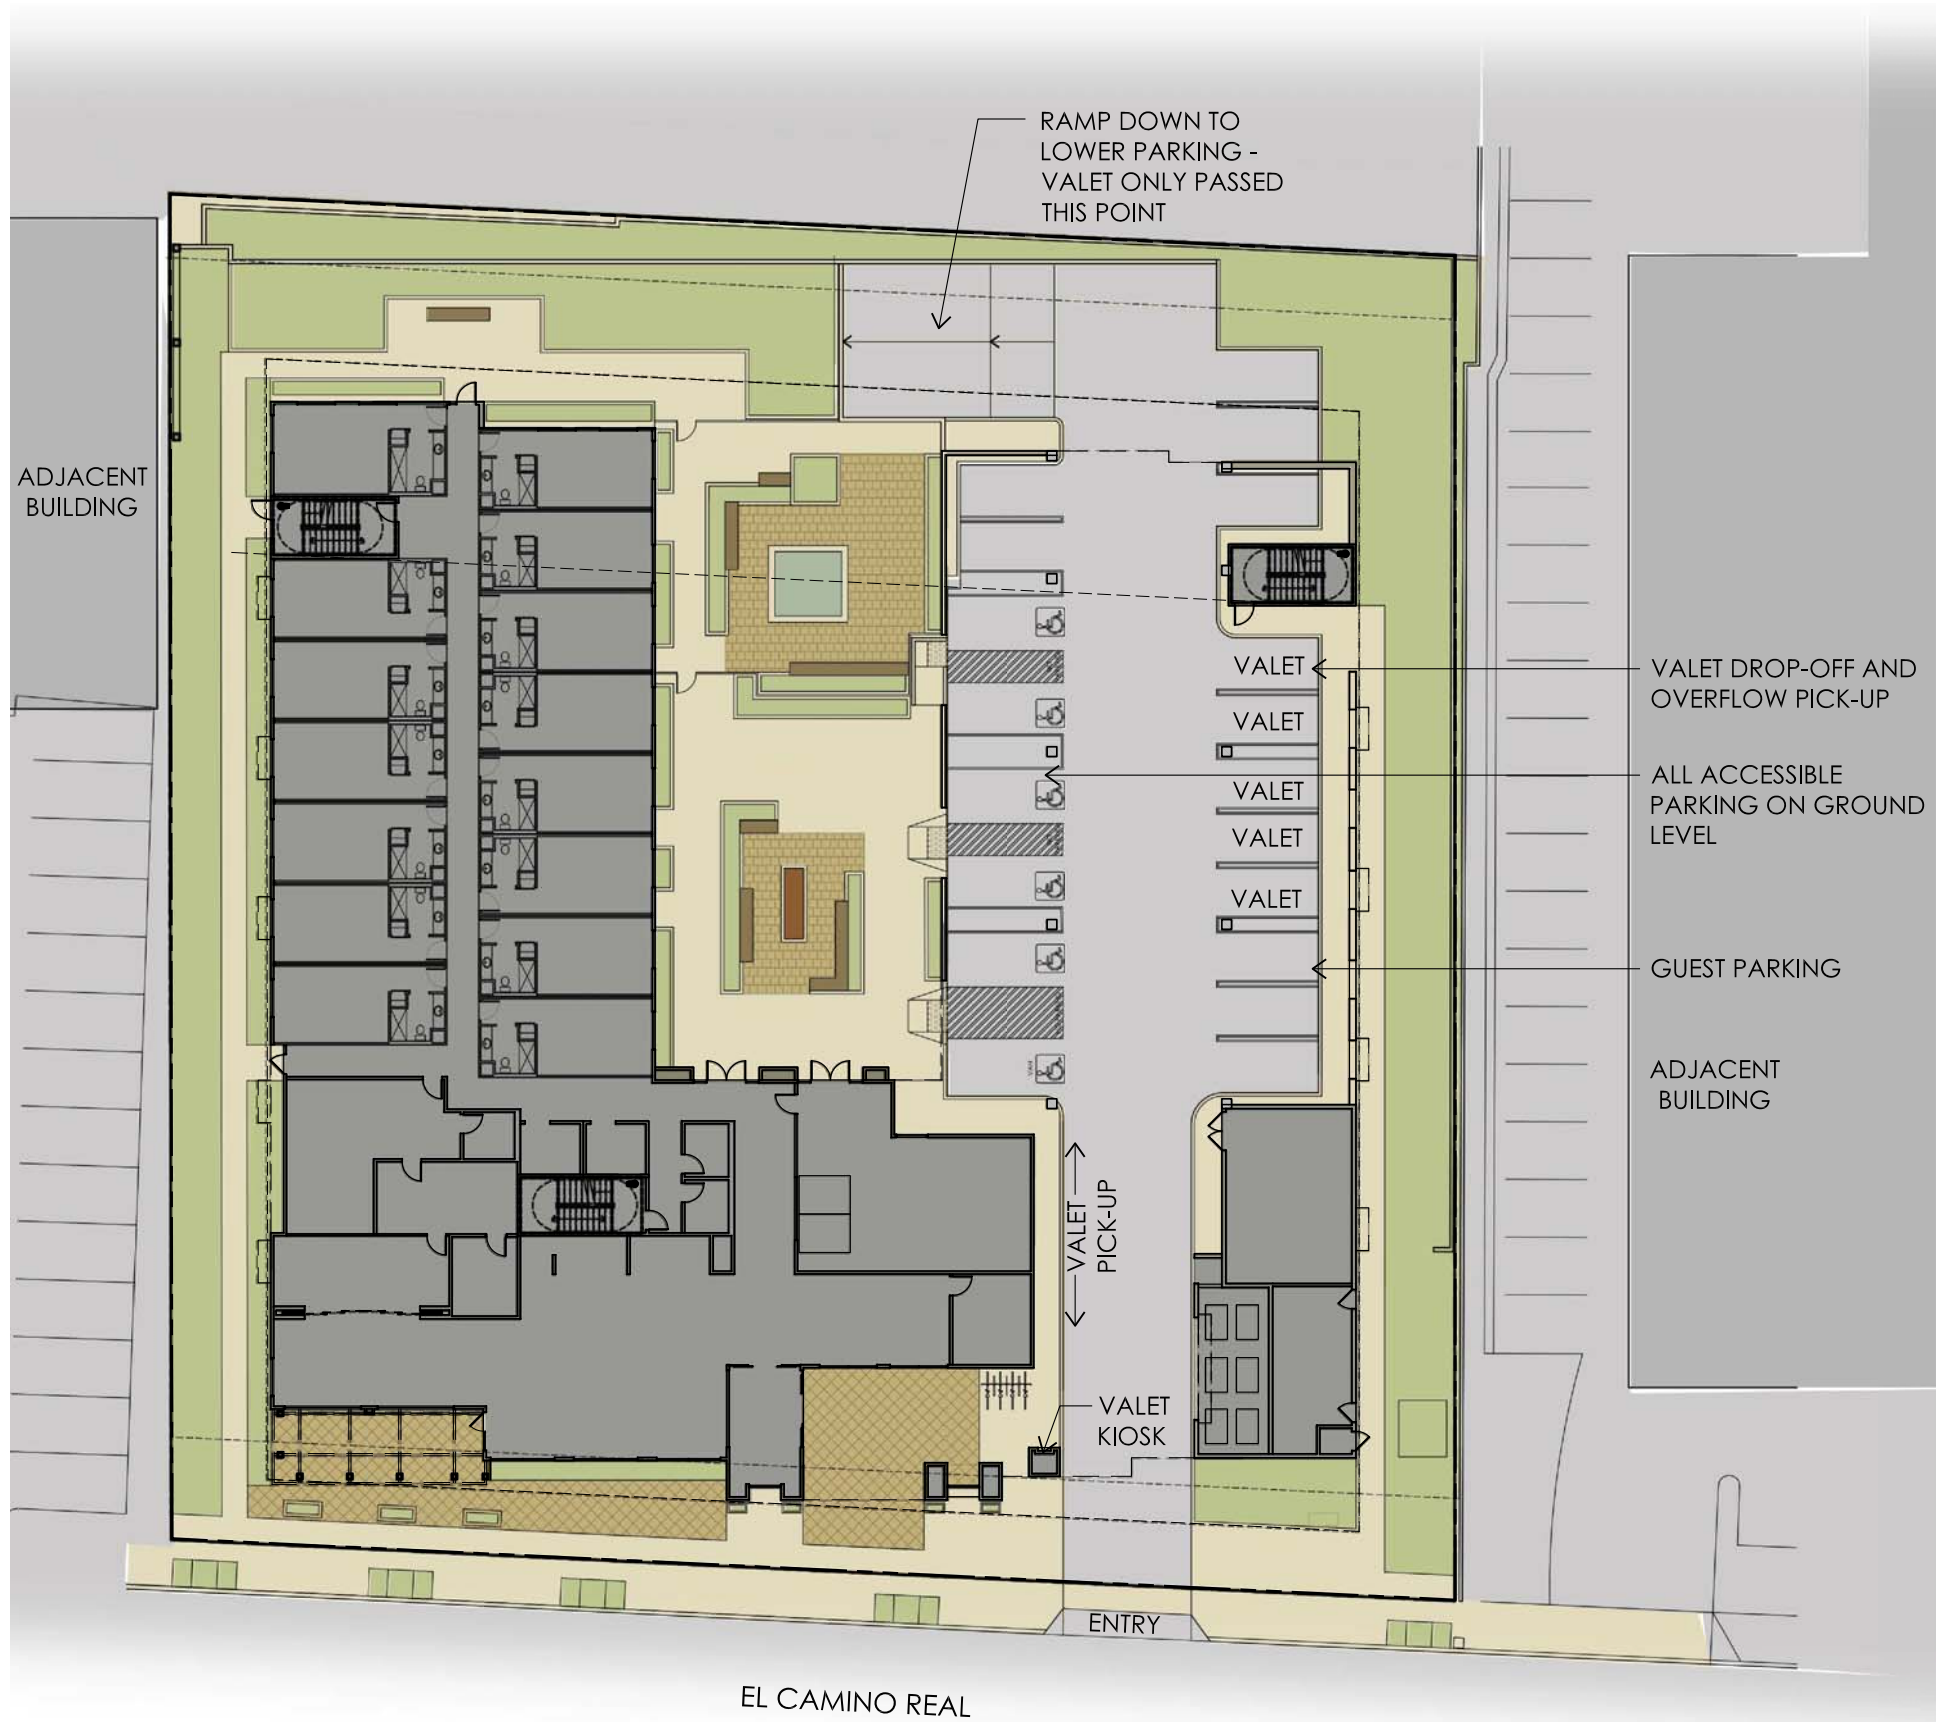 RAMP DOWN TO
LOWER PARKING -
VALET ONLY PASSED
THIS POINT
ADJACENT
BUILDING
VALET
VALET
VALET
VALET
VALET
VALET DROP-OFF AND
OVERFLOW PICK-UP
ALL ACCESSIBLE
PARKING ON GROUND
LEVEL
GUEST PARKING
ADJACENT
BUILDING
VAN
VALET
PICK-UP
VALET
KIOSK
ENTRY
EL CAMINO REAL